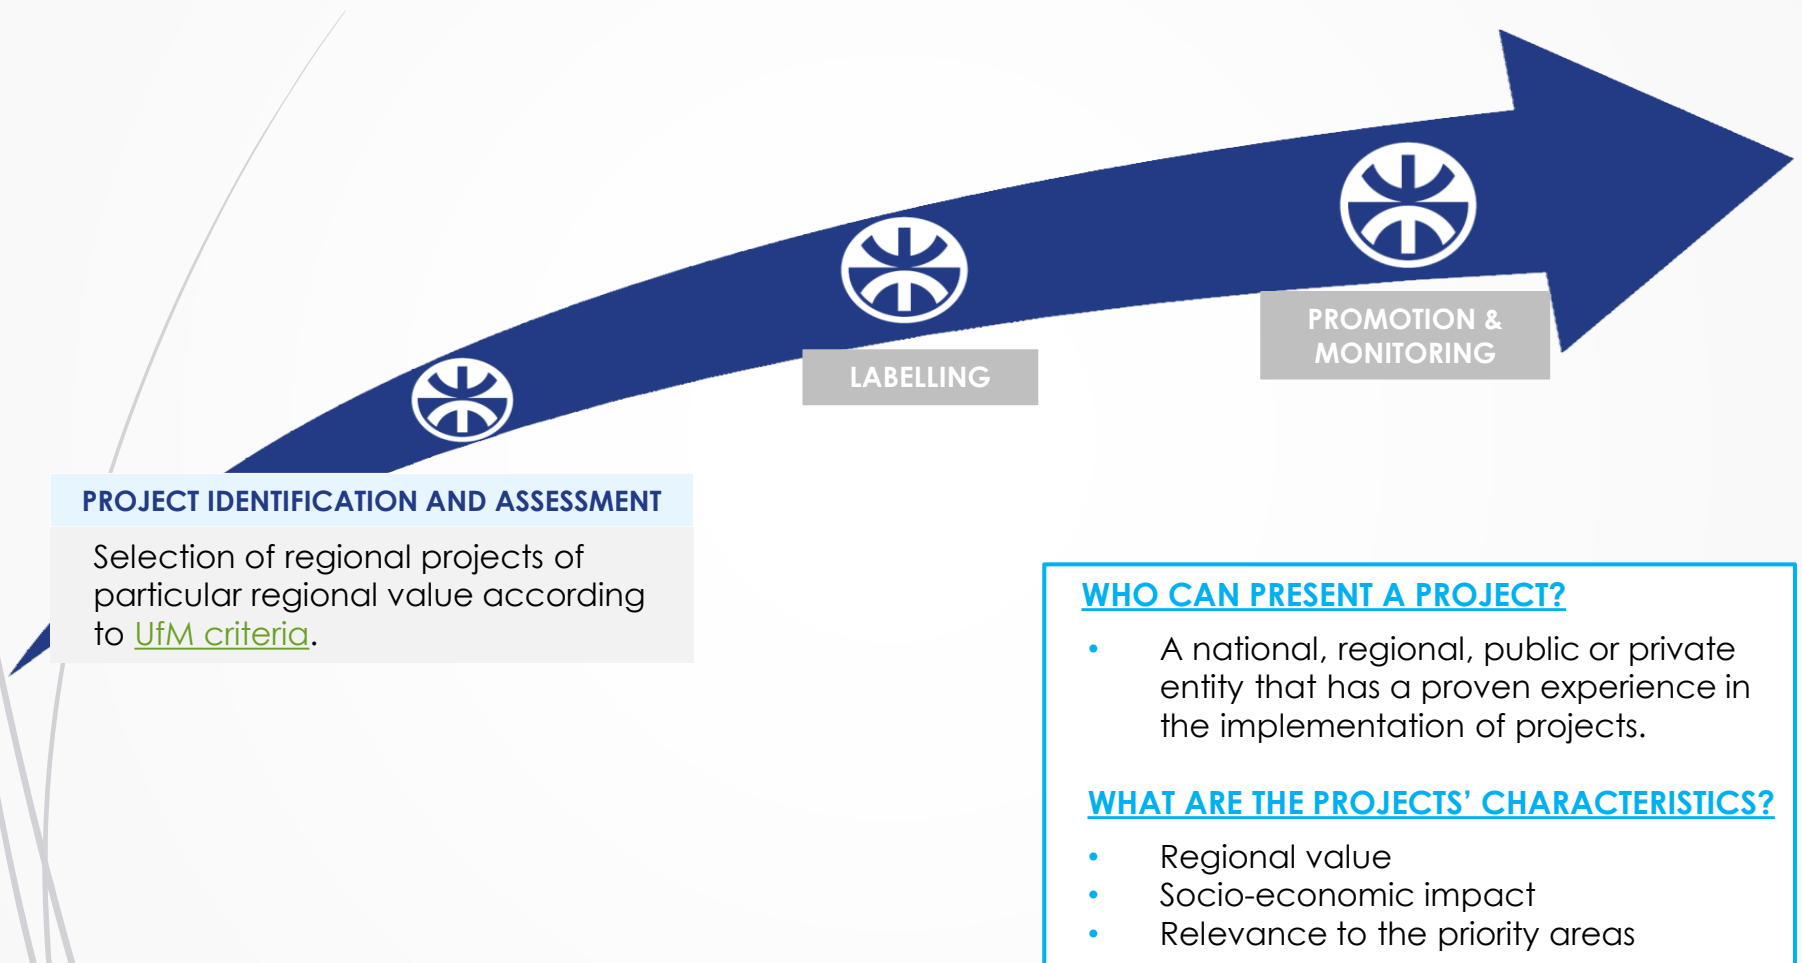 PROMOTION &
MONITORING
LABELLING
PROJECT IDENTIFICATION AND ASSESSMENT
Selection of regional projects of
particular regional value according
to UfM criteria.
WHO CAN PRESENT A PROJECT?
• A national, regional, public or private
entity that has a proven experience in
the implementation of projects.
WHAT ARE THE PROJECTS’ CHARACTERISTICS?
• Regional value
• Socio-economic impact
• Relevance to the priority areas